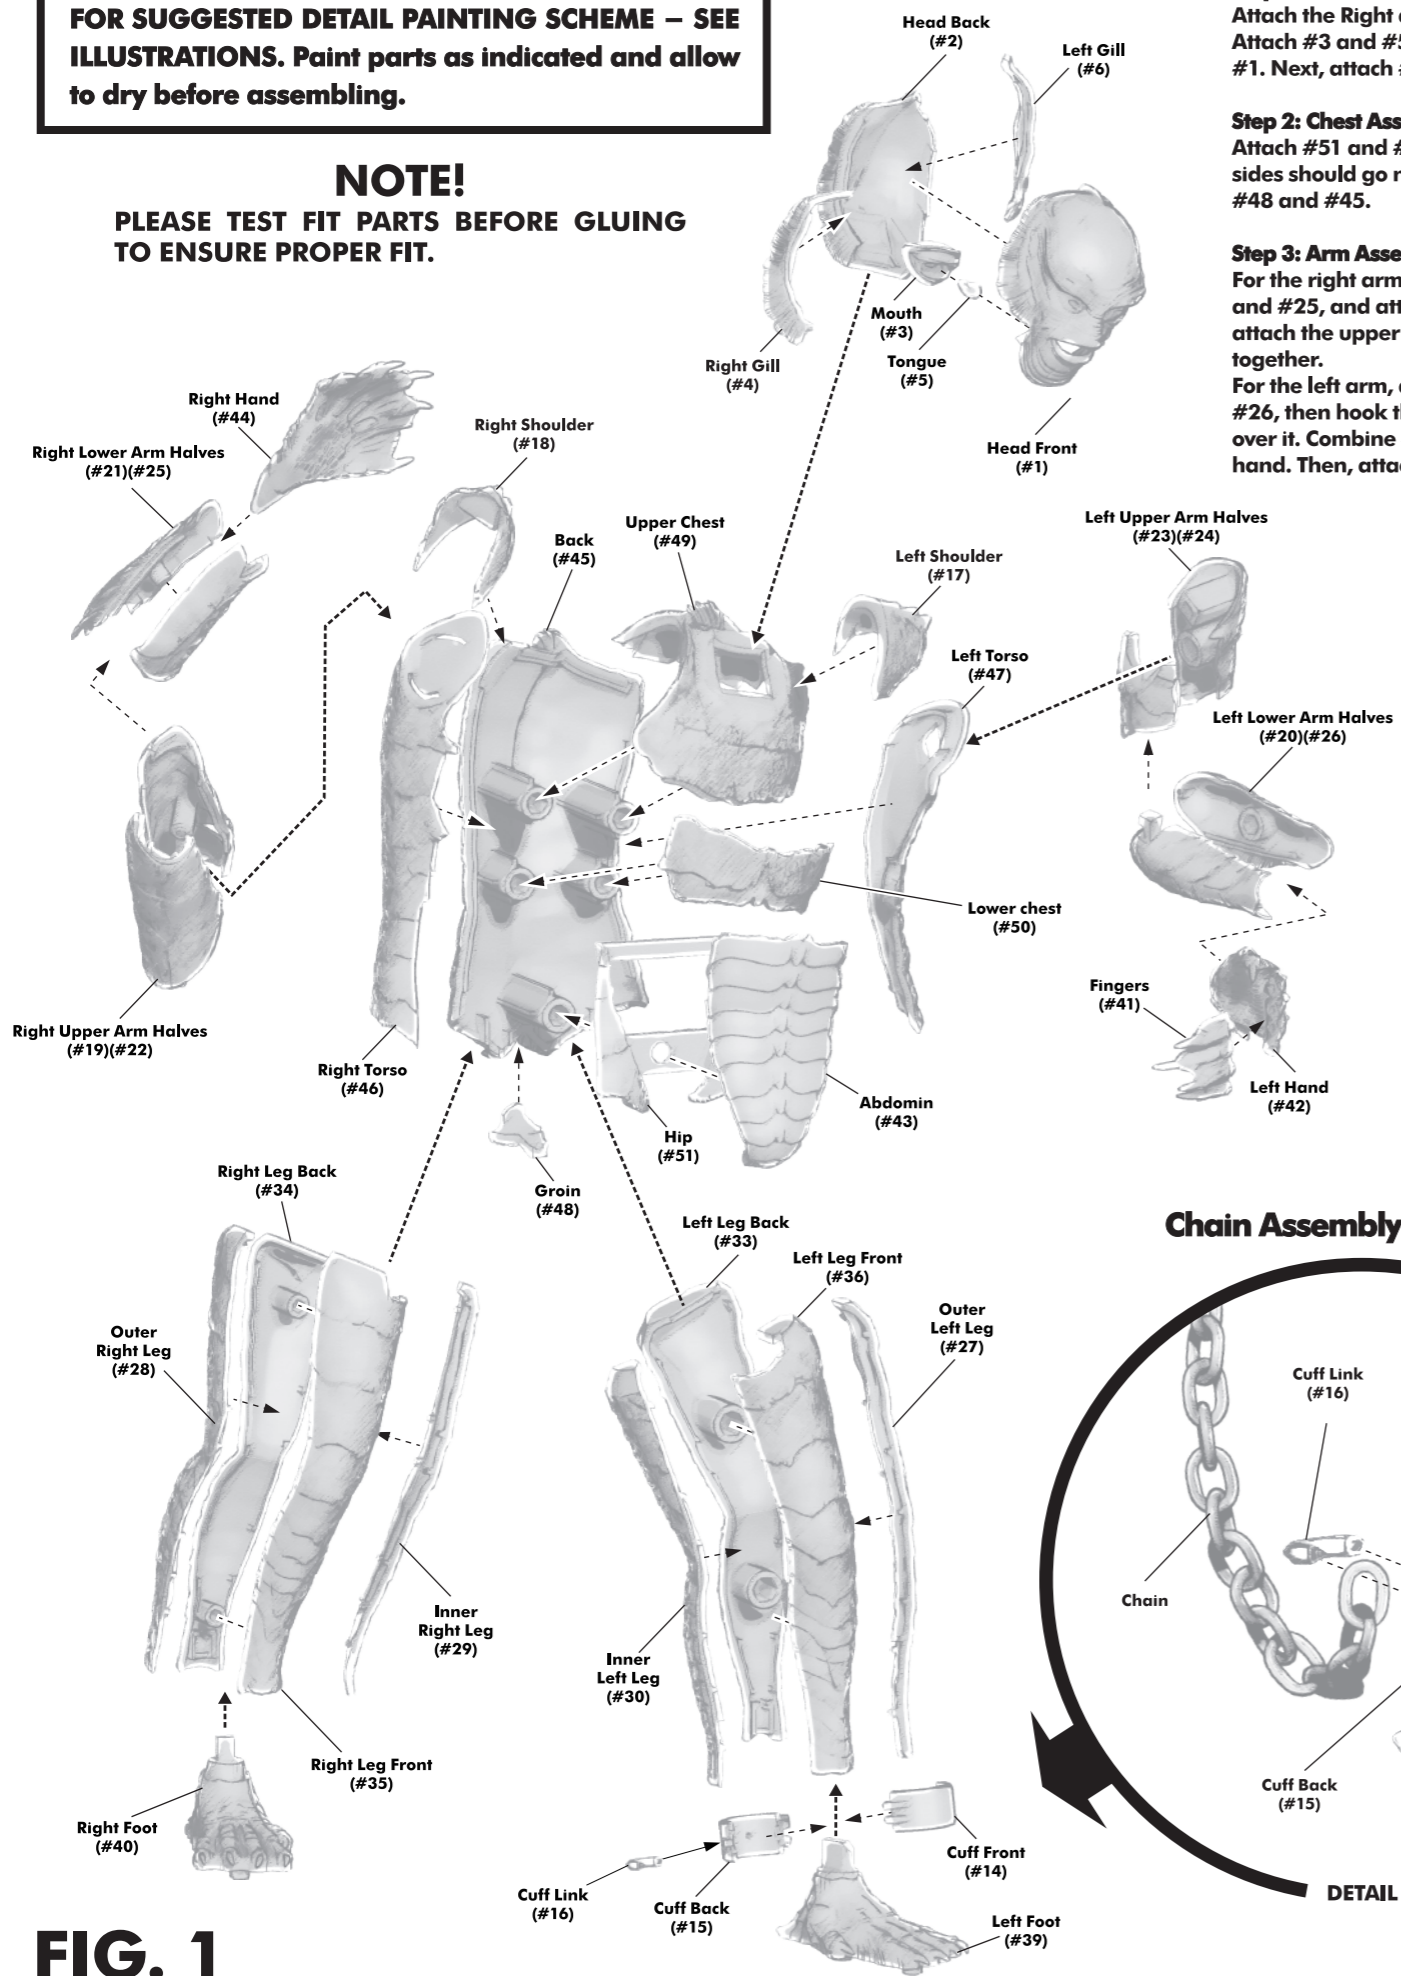 FOR SUGGESTED DETAIL PAINTING SCHEME – SEE
ILLUSTRATIONS. Paint parts as indicated and allow
to dry before assembling.
NOTE!
PLEASE TEST FIT PARTS BEFORE GLUING
TO ENSURE PROPER FIT.
Attach the Right
Attach #3 and #5
#1. Next, attach #
Step 2: Chest Ass
Attach #51 and #
sides should go
#48 and #45.
Step 3: Arm Asse
For the right arm
and #25, and att
attach the upper
together.
For the left arm,
#26, then hook th
over it. Combine
hand. Then, attac
Head Back
(#2)
Left Gill
(#6)
Mouth
(#3)
Right Gill
(#4)
Tongue
(#5)
Head Front
(#1)
Right Hand
(#44)
Right Lower Arm Halves
(#21)(#25)
Right Shoulder
(#18)
Back
(#45)
Upper Chest
(#49)
Left Shoulder
(#17)
Left Upper Arm Halves
(#23)(#24)
Left Torso
(#47)
Left Lower Arm Halves
(#20)(#26)
Lower chest
(#50)
Fingers
(#41)
Left Hand
(#42)
Right Upper Arm Halves
(#19)(#22)
Right Torso
(#46)
Abdomin
(#43)
Hip
(#51)
Groin
(#48)
Right Leg Back
(#34)
Left Leg Back
(#33)
Left Leg Front
(#36)
Outer
Right Leg
(#28)
Outer
Left Leg
(#27)
Inner
Right Leg
(#29)
Inner
Left Leg
(#30)
Right Leg Front
(#35)
Right Foot
(#40)
Cuff Link
(#16)
Cuff Back
(#15)
Cuff Front
(#14)
Left Foot
(#39)
Chain Assembly
Cuff Link
(#16)
Chain
Cuff Back
(#15)
DETAIL
FIG. 1